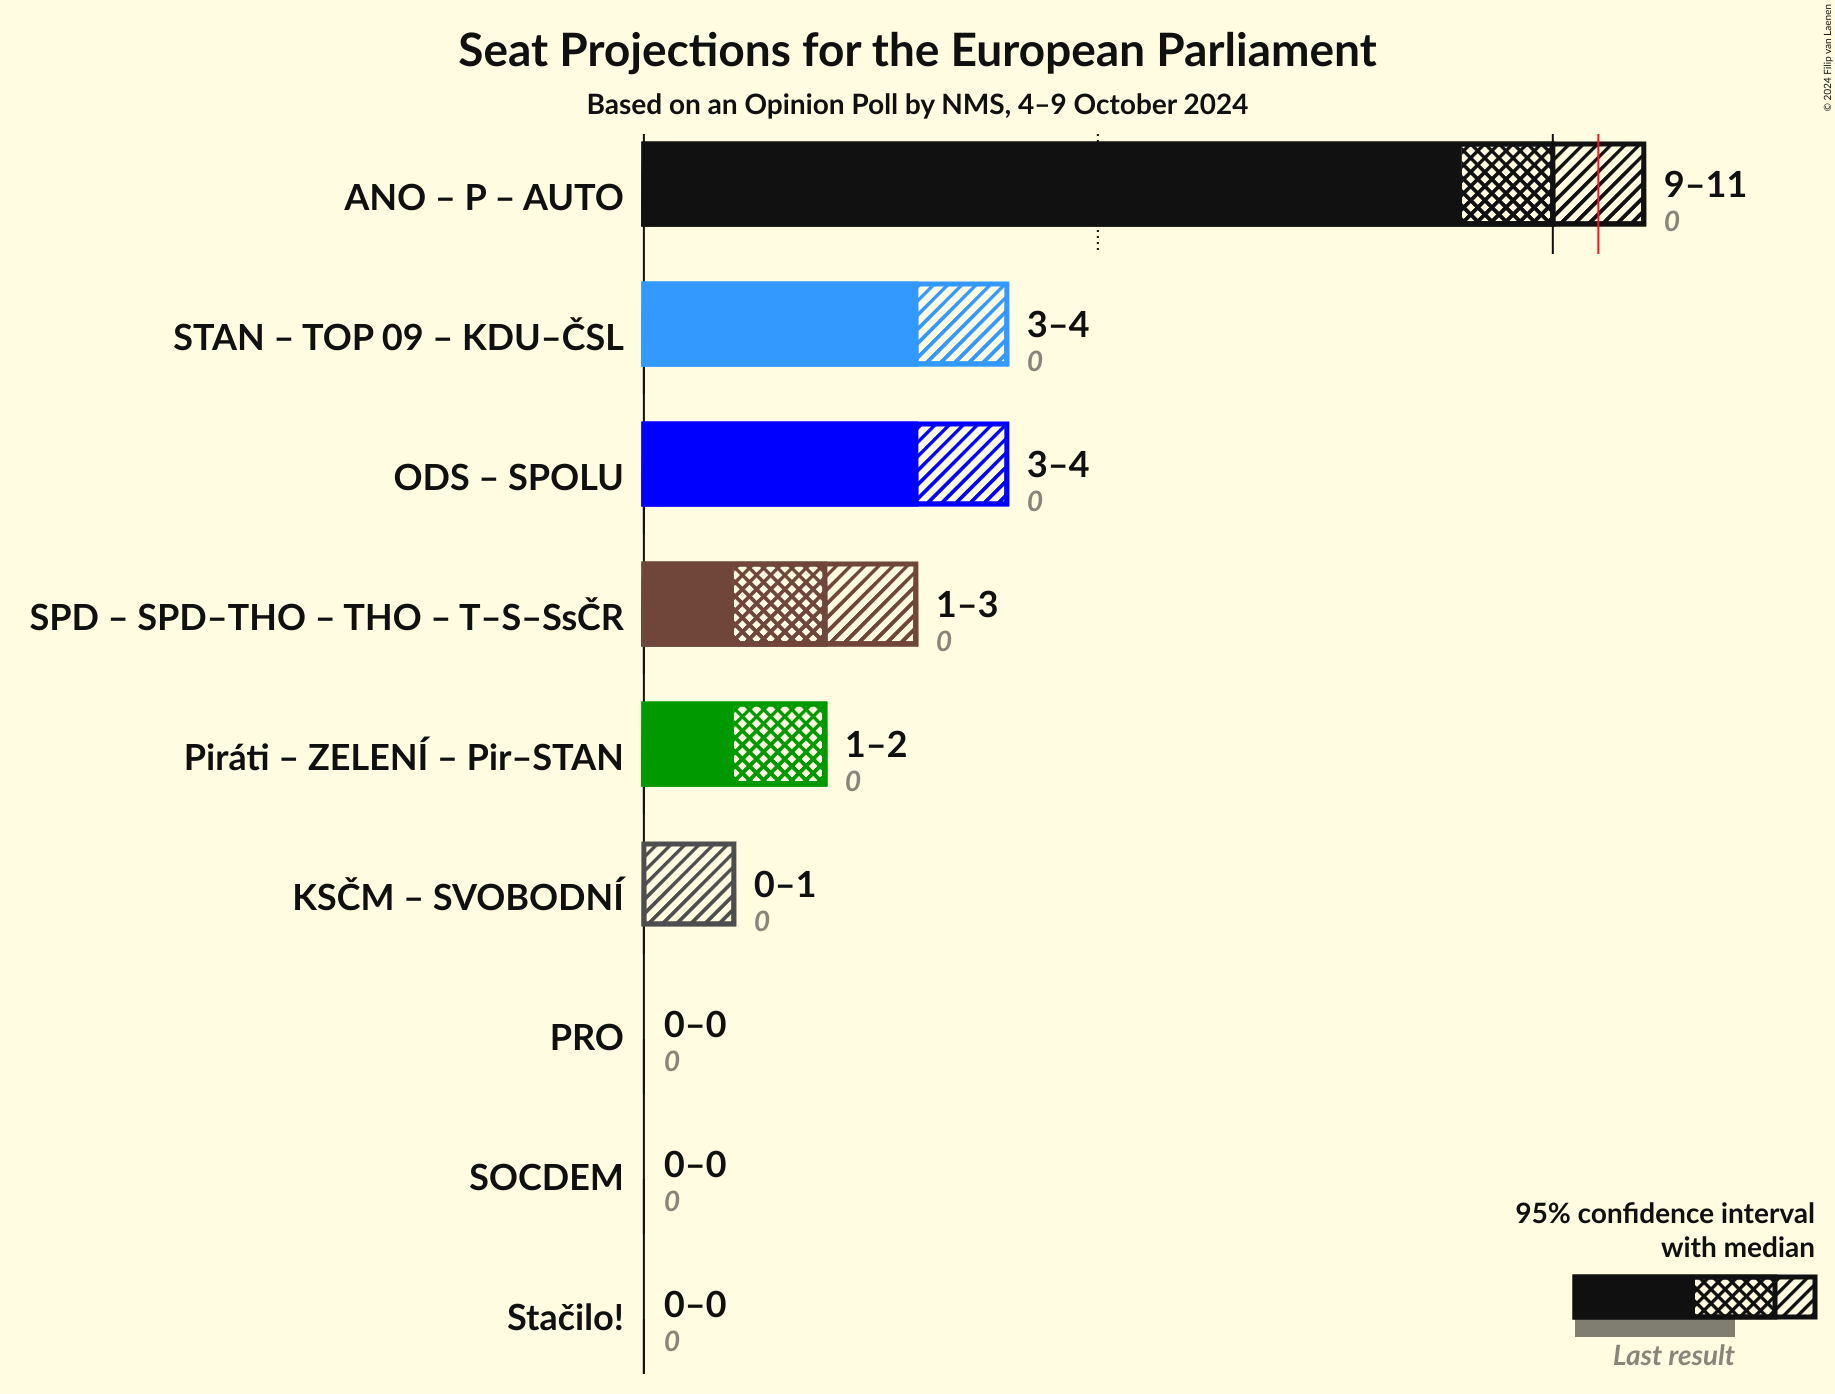 Seat Projections for the European Parliament
Based on an Opinion Poll by NMS, 4–9 October 2024
© 2024 Filip van Laenen
ANO – P – AUTO
9–11
0
STAN – TOP 09 – KDU–ČSL
3–4
0
ODS – SPOLU
3–4
0
SPD – SPD–THO – THO – T–S–SsČR
1–3
0
Piráti – ZELENÍ – Pir–STAN
1–2
0
KSČM – SVOBODNÍ
0–1
0
PRO
0–0
0
SOCDEM
0–0
0
Stačilo!
0–0
0
95% confidence interval
with median
Last result